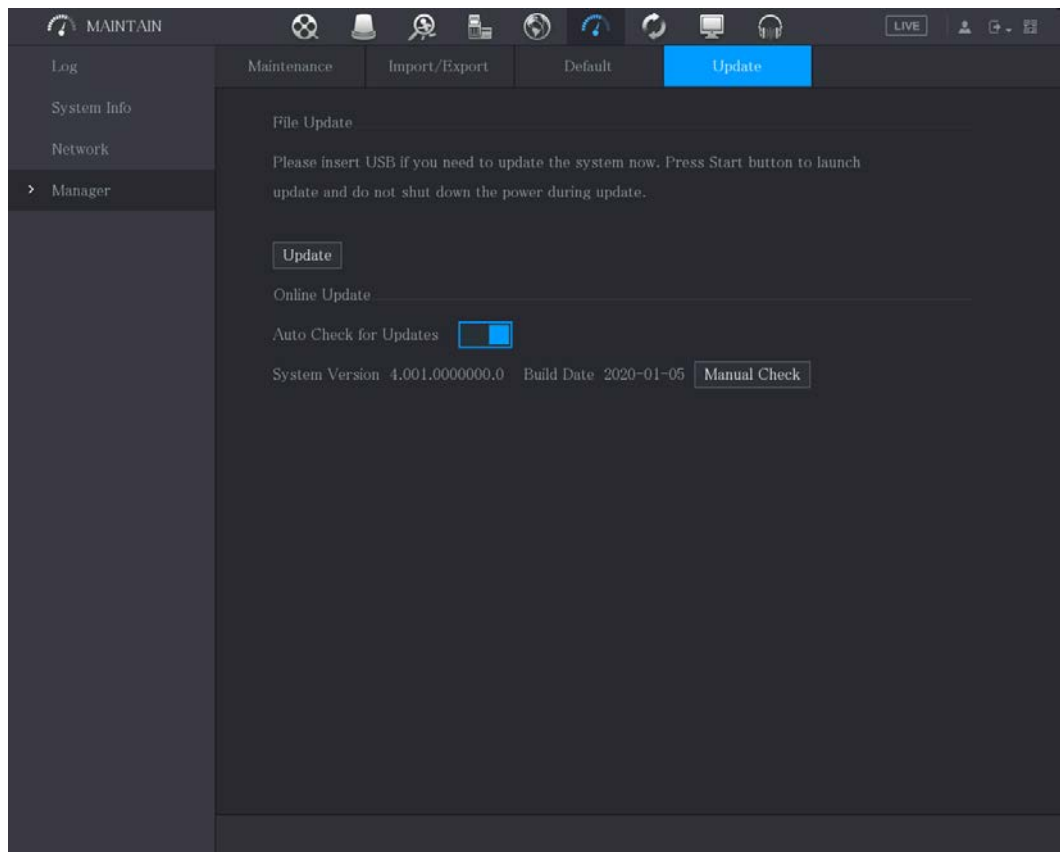 MAINTAIN
LIVE
Log
System Info
Network
Manager
Maintenance
Import/Export
Default
Update
File Update
Please insert USB if you need to update the system now. Press Start button to launch
update and do not shut down the power during update.
Update
Online Update
Auto Check for Updates
System Version 4.001.0000000.0 Build Date 2020-01-05 Manual Check